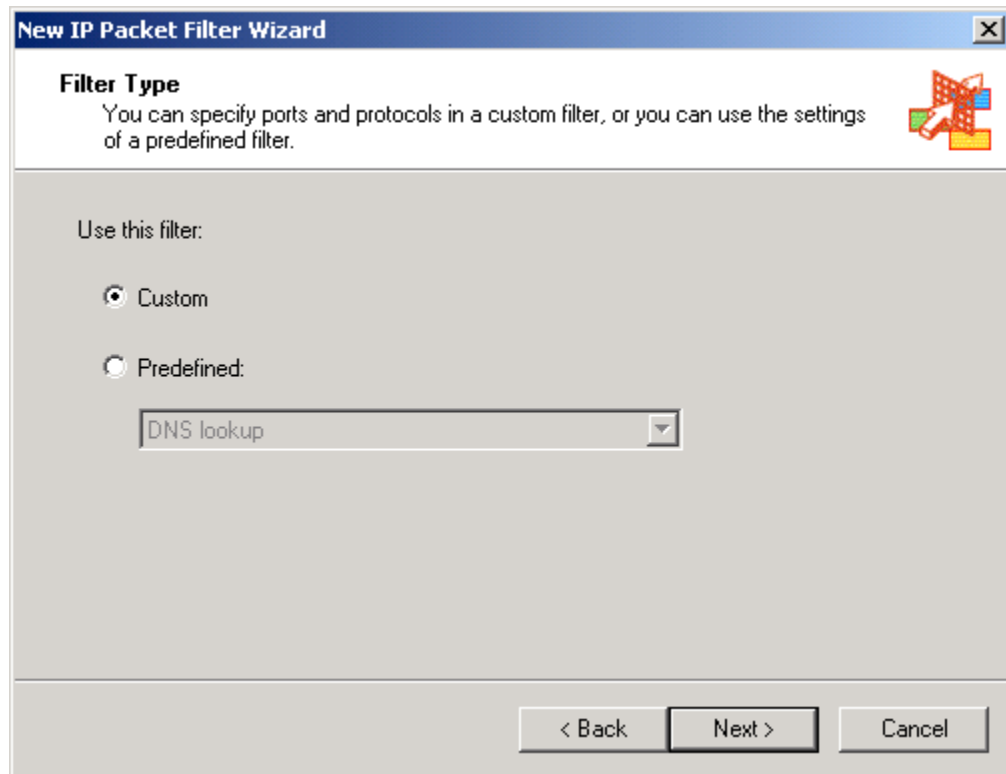 New IP Packet Filter Wizard
Filter Type
You can specify ports and protocols in a custom filter, or you can use the settings
of a predefined filter.
Use this filter:
Custom
Predefined:
DNS lookup
< Back
Next >
Cancel